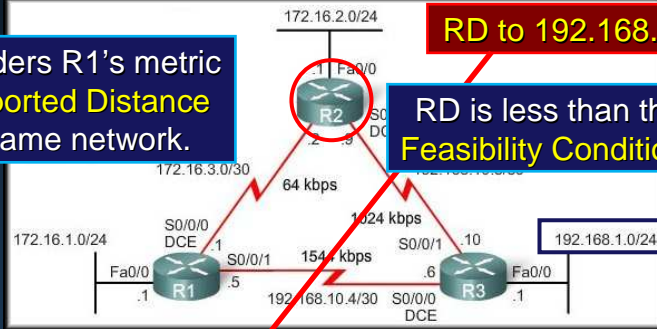 172.16.2.0/24
RD to 192.168.
ders R1's metric
orted Distance
ame network.
.1 Fa0/0
R2
RD is less than th
Feasibility Conditio
.2 .9
172.16.3.0/30
64 kbps
1024 kbps
S0/0/0
DCE
.1
S0/0/1
.10
172.16.1.0/24
192.168.1.0/24
S0/0/1
1544 kbps
.5
.6
Fa0/0
.1
R1
R3
Fa0/0
.1
192.168.10.4/30
S0/0/0
DCE